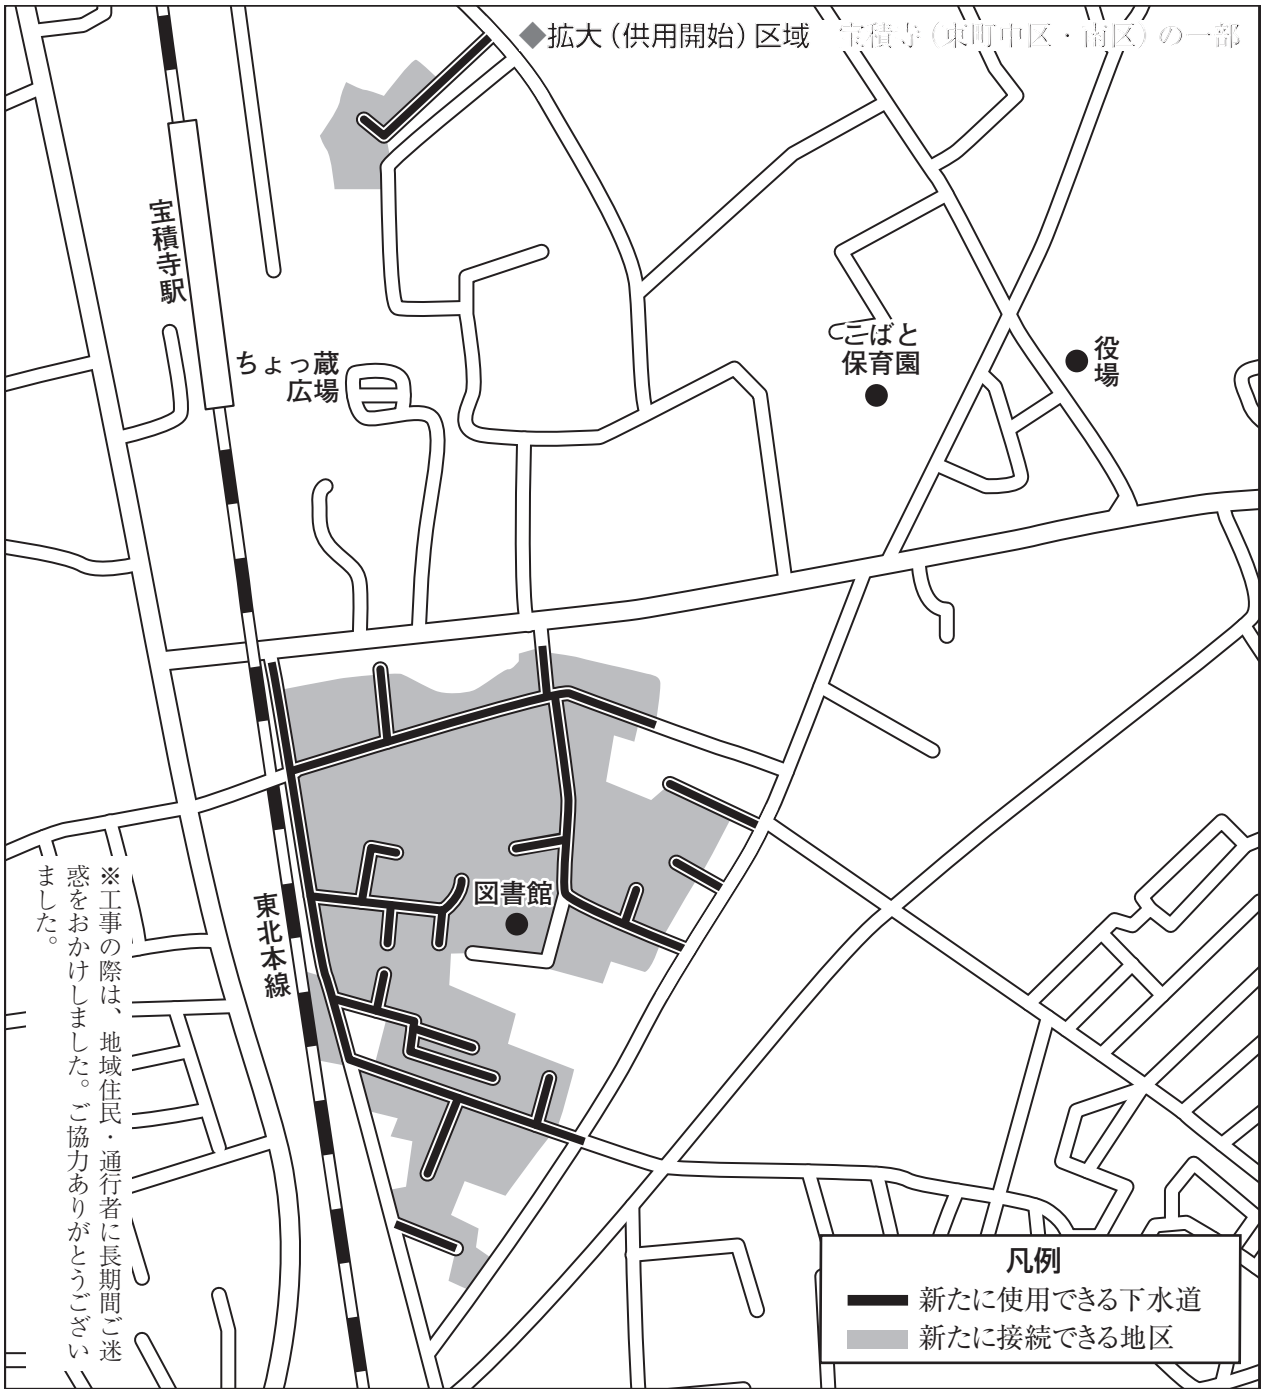 ◆拡大（供用開始）区域　宝積寺（東町中区・南区）の一部
宝積寺駅
ちょっ蔵
広場
こばと
保育園
役場
図書館
東北本線
※工事の際は、地域住民・通行者に長期間ご迷
惑をおかけしました。ご協力ありがとうござい
ました。
凡例
新たに使用できる下水道
新たに接続できる地区